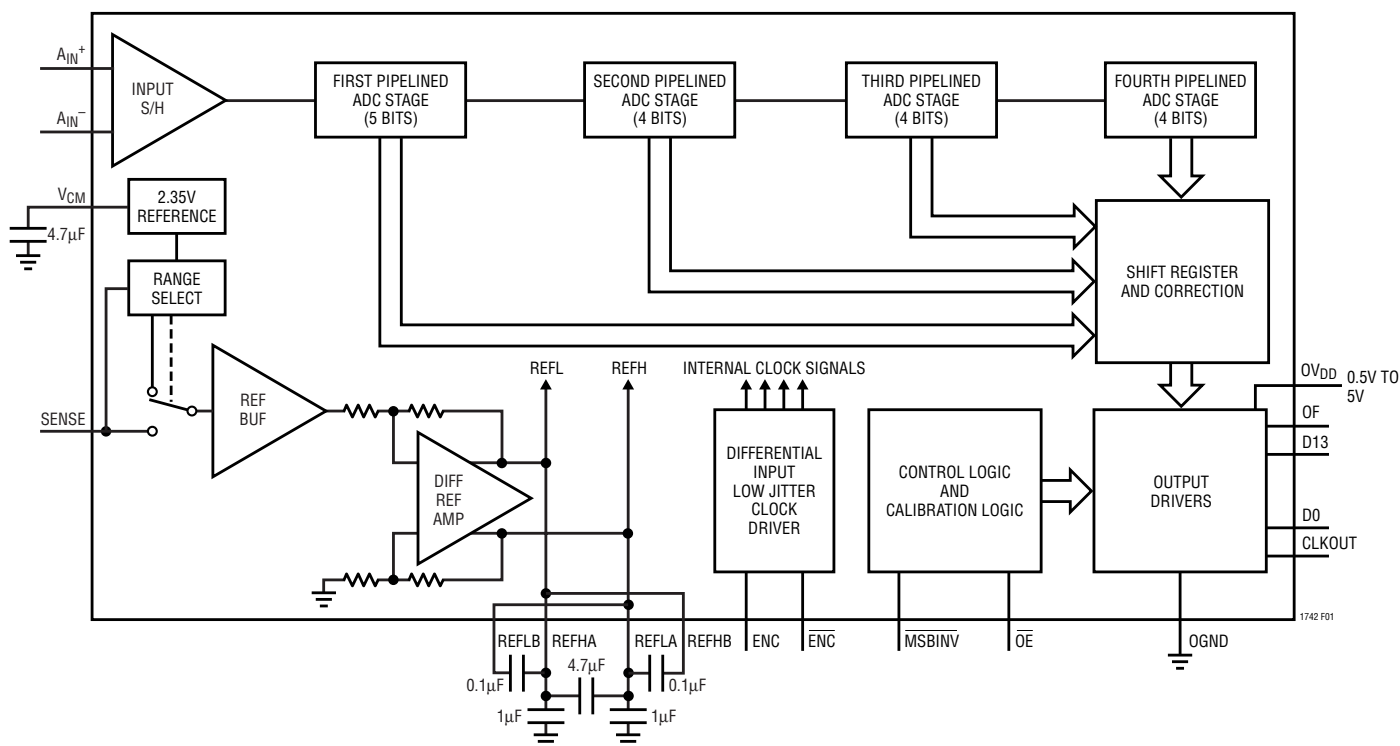 AIN+
INPUT
S/H
AIN–
FIRST PIPELINED
ADC STAGE
(5 BITS)
SECOND PIPELINED
ADC STAGE
(4 BITS)
THIRD PIPELINED
ADC STAGE
(4 BITS)
FOURTH PIPELINED
ADC STAGE
(4 BITS)
VCM
4.7µF
2.35V
REFERENCE
RANGE
SELECT
SHIFT REGISTER
AND CORRECTION
SENSE
REF
BUF
REFL
REFH
DIFF
REF
AMP
INTERNAL CLOCK SIGNALS
DIFFERENTIAL
INPUT
LOW JITTER
CLOCK
DRIVER
CONTROL LOGIC
AND
CALIBRATION LOGIC
OUTPUT
DRIVERS
OVDD
0.5V TO
5V
OF
D13
D0
CLKOUT
1742 F01
REFLB
REFHA
REFLA
REFHB
ENC
ENC
MSBINV
OE
OGND
4.7µF
0.1µF
0.1µF
1µF
1µF